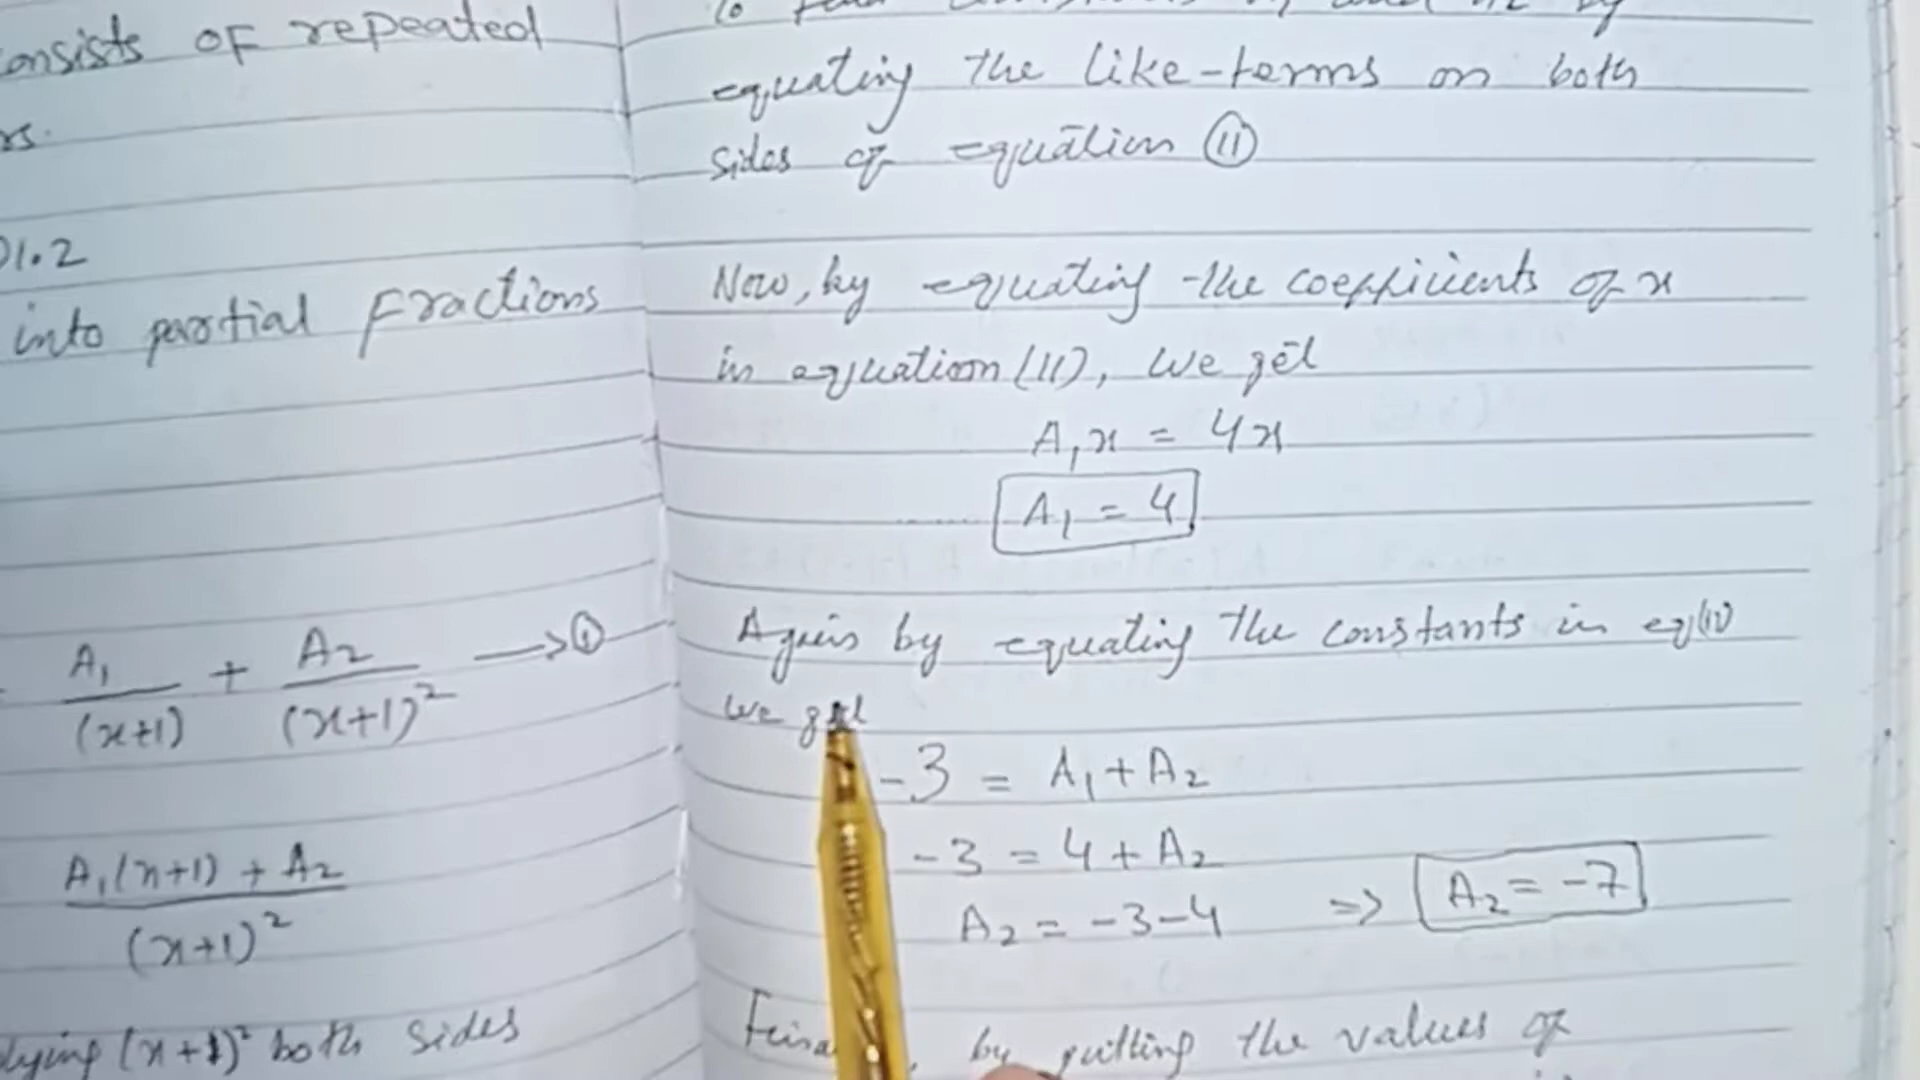 onsists of repeated
rs.
01.2
into partial Fractions
A₁/(x+1) + A₂/(x+1)² → ①
A₁(x+1) + A₂/(x+1)²
lying (x+1)² both sides
equating the like-terms on both
sides of equation ⑪
Now, by equating the coefficients of x
in equation (11), we get
A₁x = 4x
A₁ = 4
Again by equating the constants in eq(11)
we get
-3 = A₁ + A₂
-3 = 4 + A₂
A₂ = -3-4 => A₂ = -7
by putting the values of